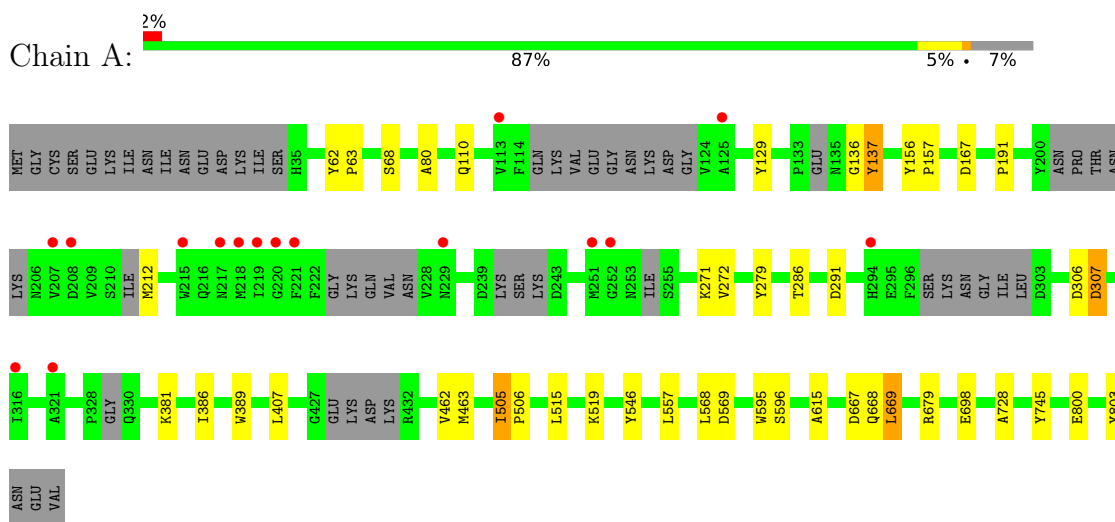 2%
Chain A:
87% 5% • 7%
MET GLY CYS SER GLU LYS ILE ASN ILE ASN GLU ASP LYS ILE SER H35 Y62 P63 S68 A80 Q110 V113 F114 GLN LYS VAL GLU GLY ASN LYS ASP GLY V124 A125 Y129 P133 GLU N135 G136 Y137 Y156 P157 D167 P191 Y200 ASN PRO THR ASN
LYS N206 V207 D208 V209 S210 ILE M212 W215 Q216 N217 M218 I219 G220 F221 F222 GLY LYS GLN VAL ASN V228 N229 D239 LYS SER LYS D243 M251 G252 N253 ILE S255 K271 V272 Y279 T286 D291 H294 E295 F296 SER LYS ASN GLY ILE LEU D303 D306 D307
I316 A321 P328 GLY Q330 K381 I386 W389 L407 G427 GLU LYS ASP LYS R432 V462 M463 I505 P506 L515 K519 Y546 L557 L568 D569 W595 S596 A615 D667 Q668 L669 R679 E698 A728 Y745 E800
ASN GLU VAL